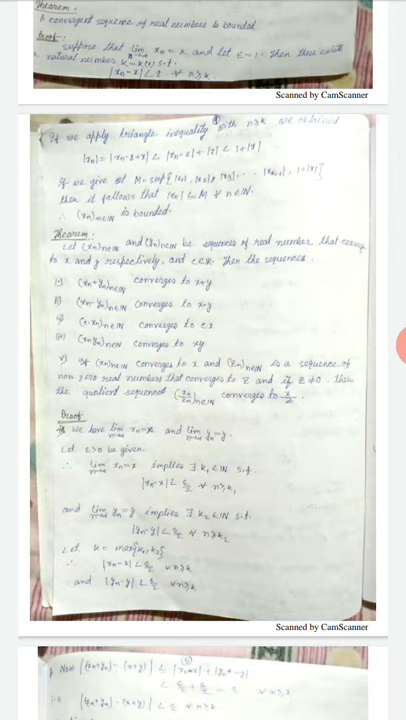 Theorem:
A convergent sequence of real numbers is bounded.
Proof:
suppose that lim xn = x and let ε = 1. Then there exists
n→∞
a natural number k = k(1) s.t.
|xn-x| < 1 ∀ n≥k.
Scanned by CamScanner
If we apply triangle inequality with n≥k we obtained
|xn| = |xn-x+x| ≤ |xn-x| + |x| < 1+|x|
If we set M = sup{|x1|, |x2|, |x3|, ... |xk-1|, 1+|x|}
then it follows that |xn| ≤ M ∀ n∈IN.
∴ (xn)n∈IN is bounded.
Theorem:
Let (xn)n∈IN and (yn)n∈IN be sequences of real number that converge
to x and y respectively, and c∈R. Then the sequences.
i) (xn+yn)n∈IN converges to x+y
ii) (xn-yn)n∈IN converges to x-y
iii) (c.xn)n∈IN converges to cx
iv) (xnyn)n∈IN converges to xy
v) If (xn)n∈IN converges to x and (zn)n∈IN is a sequence of
non zero real numbers that converges to z and if z≠0. Then
the quotient sequences (xn/zn)n∈IN converges to x/z.
Proof
We have lim xn=x and lim yn=y.
n→∞ n→∞
Let ε>0 be given.
∴ lim xn=x implies ∃ k1∈IN s.t.
n→∞
|xn-x| < ε/2 ∀ n≥k1
and lim yn=y implies ∃ k2∈IN s.t.
n→∞
|yn-y| < ε/2 ∀ n≥k2
Let k = max{k1,k2}
∴ |xn-x| < ε/2 ∀ n≥k
and |yn-y| < ε/2 ∀ n≥k
Scanned by CamScanner
Now |(xn+yn)-(x+y)| ≤ |xn-x| + |yn-y|
< ε/2 + ε/2 = ε ∀ n≥k
i.e |(xn+yn)-(x+y)| < ε ∀ n≥k